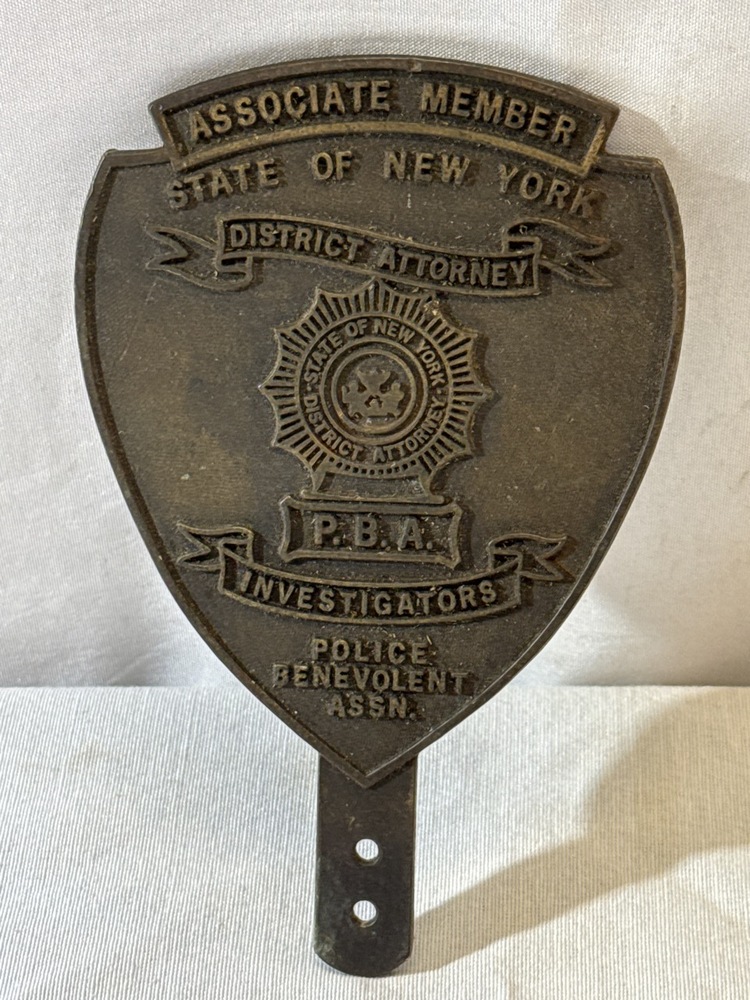 ASSOCIATE MEMBER
STATE OF NEW YORK
DISTRICT ATTORNEY
STATE OF NEW YORK
DISTRICT ATTORNEY
P.B.A.
INVESTIGATORS
POLICE
BENEVOLENT
ASSN.